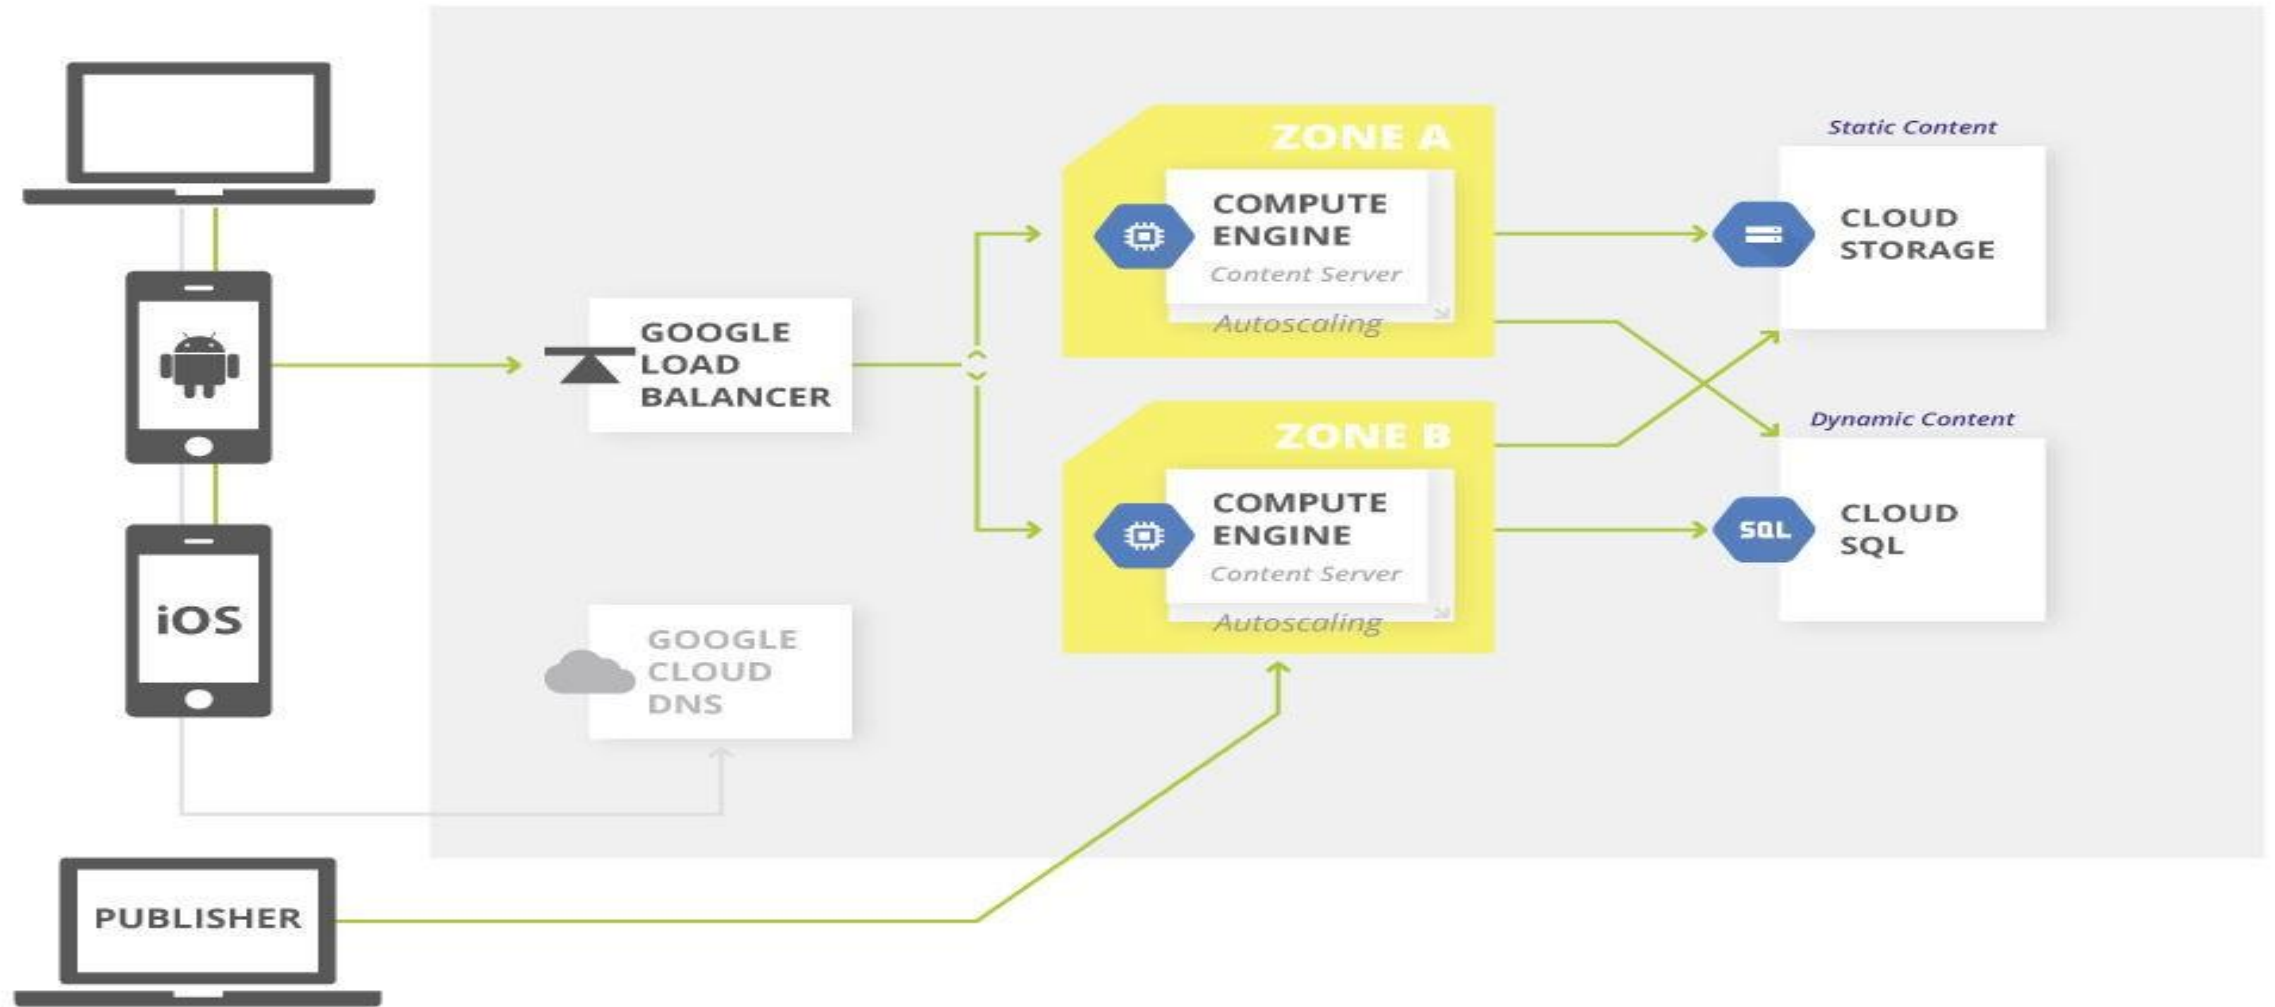 ZONE A
COMPUTE
ENGINE
Content Server
Autoscaling
Static Content
CLOUD
STORAGE
GOOGLE
LOAD
BALANCER
ZONE B
COMPUTE
ENGINE
Content Server
Autoscaling
Dynamic Content
SQL
CLOUD
SQL
iOS
GOOGLE
CLOUD
DNS
PUBLISHER